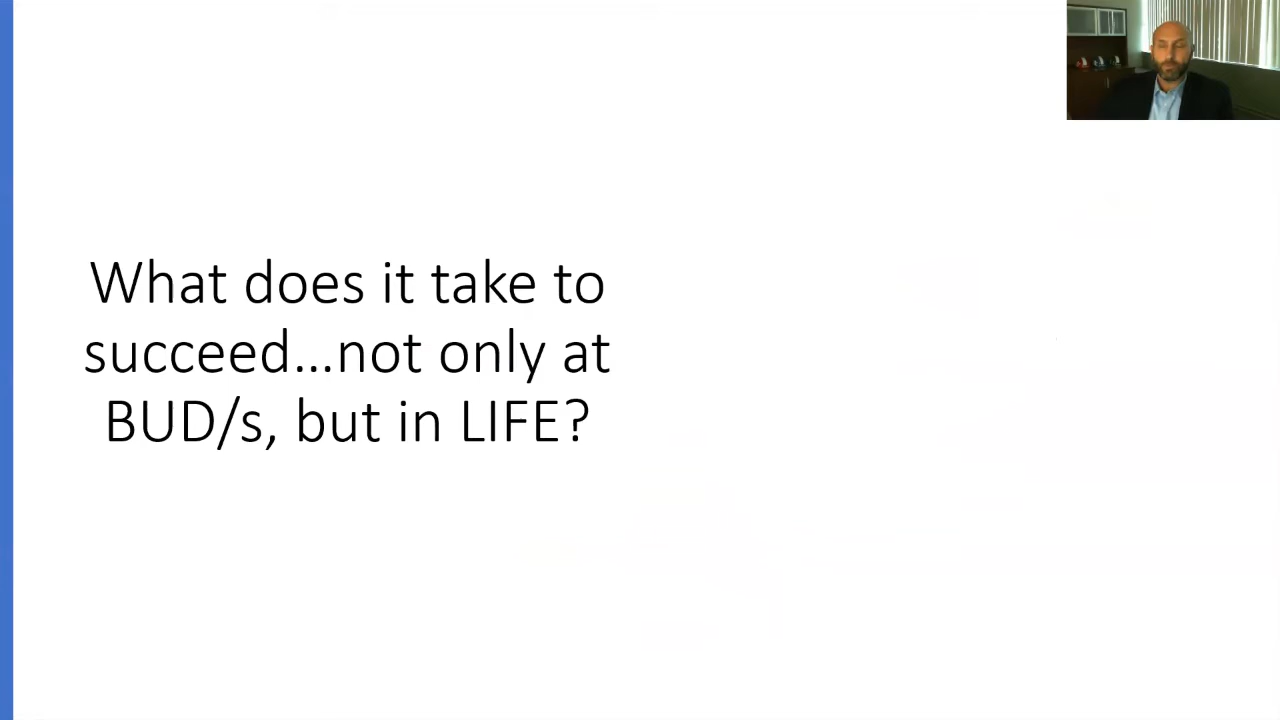 What does it take to
succeed...not only at
BUD/s, but in LIFE?